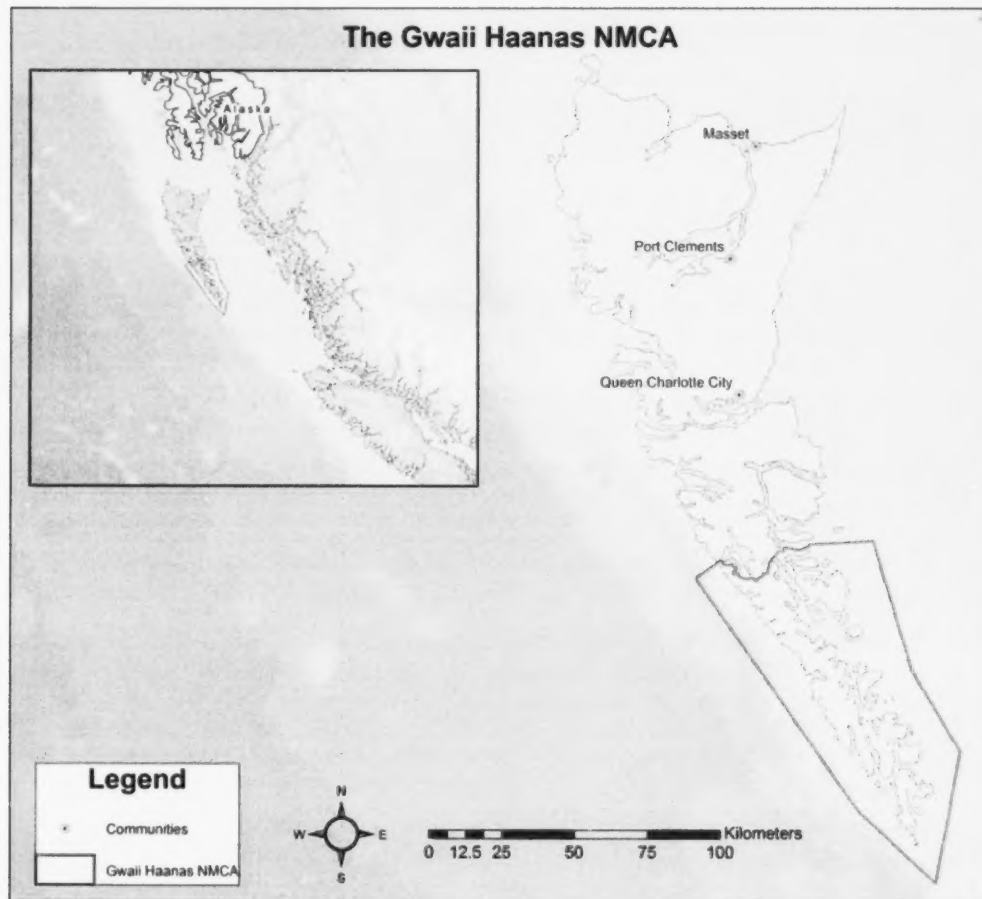 The Gwaii Haanas NMCA
Alaska
Masset
Port Clements
Queen Charlotte City
Legend
Communities
Gwaii Haanas NMCA
N
W E
S
Kilometers
0 12.5 25 50 75 100